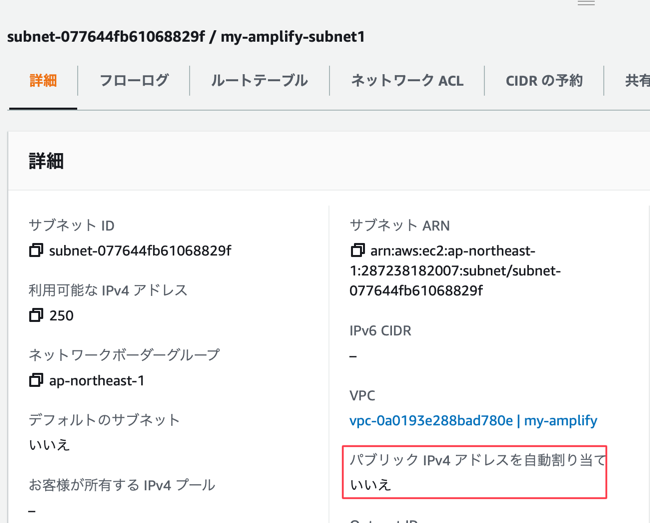 subnet-077644fb61068829f / my-amplify-subnet1
詳細 フローログ ルートテーブル ネットワーク ACL CIDR の予約 共有
詳細
サブネット ID
subnet-077644fb61068829f
利用可能な IPv4 アドレス
250
ネットワークボーダーグループ
ap-northeast-1
デフォルトのサブネット
いいえ
お客様が所有する IPv4 プール
–
サブネット ARN
arn:aws:ec2:ap-northeast-
1:287238182007:subnet/subnet-
077644fb61068829f
IPv6 CIDR
–
VPC
vpc-0a0193e288bad780e | my-amplify
パブリック IPv4 アドレスを自動割り当て
いいえ